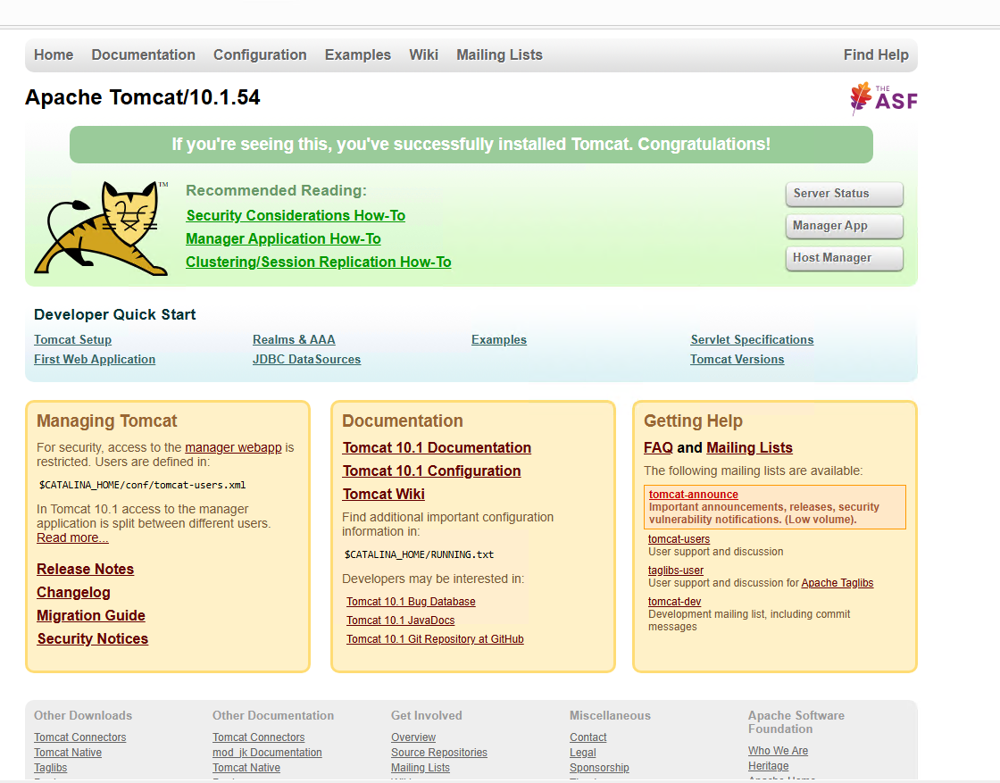 Home Documentation Configuration Examples Wiki Mailing Lists Find Help
Apache Tomcat/10.1.54
THE
ASF
If you're seeing this, you've successfully installed Tomcat. Congratulations!
TM
Recommended Reading:
Security Considerations How-To
Manager Application How-To
Clustering/Session Replication How-To
Server Status
Manager App
Host Manager
Developer Quick Start
Tomcat Setup
First Web Application
Realms & AAA
JDBC DataSources
Examples
Servlet Specifications
Tomcat Versions
Managing Tomcat
For security, access to the manager webapp is
restricted. Users are defined in:
$CATALINA_HOME/conf/tomcat-users.xml
In Tomcat 10.1 access to the manager
application is split between different users.
Read more...
Release Notes
Changelog
Migration Guide
Security Notices
Documentation
Tomcat 10.1 Documentation
Tomcat 10.1 Configuration
Tomcat Wiki
Find additional important configuration
information in:
$CATALINA_HOME/RUNNING.txt
Developers may be interested in:
Tomcat 10.1 Bug Database
Tomcat 10.1 JavaDocs
Tomcat 10.1 Git Repository at GitHub
Getting Help
FAQ and Mailing Lists
The following mailing lists are available:
tomcat-announce
Important announcements, releases, security
vulnerability notifications. (Low volume).
tomcat-users
User support and discussion
taglibs-user
User support and discussion for Apache Taglibs
tomcat-dev
Development mailing list, including commit
messages
Other Downloads
Tomcat Connectors
Tomcat Native
Taglibs
Other Documentation
Tomcat Connectors
mod_jk Documentation
Tomcat Native
Get Involved
Overview
Source Repositories
Mailing Lists
Miscellaneous
Contact
Legal
Sponsorship
Apache Software
Foundation
Who We Are
Heritage